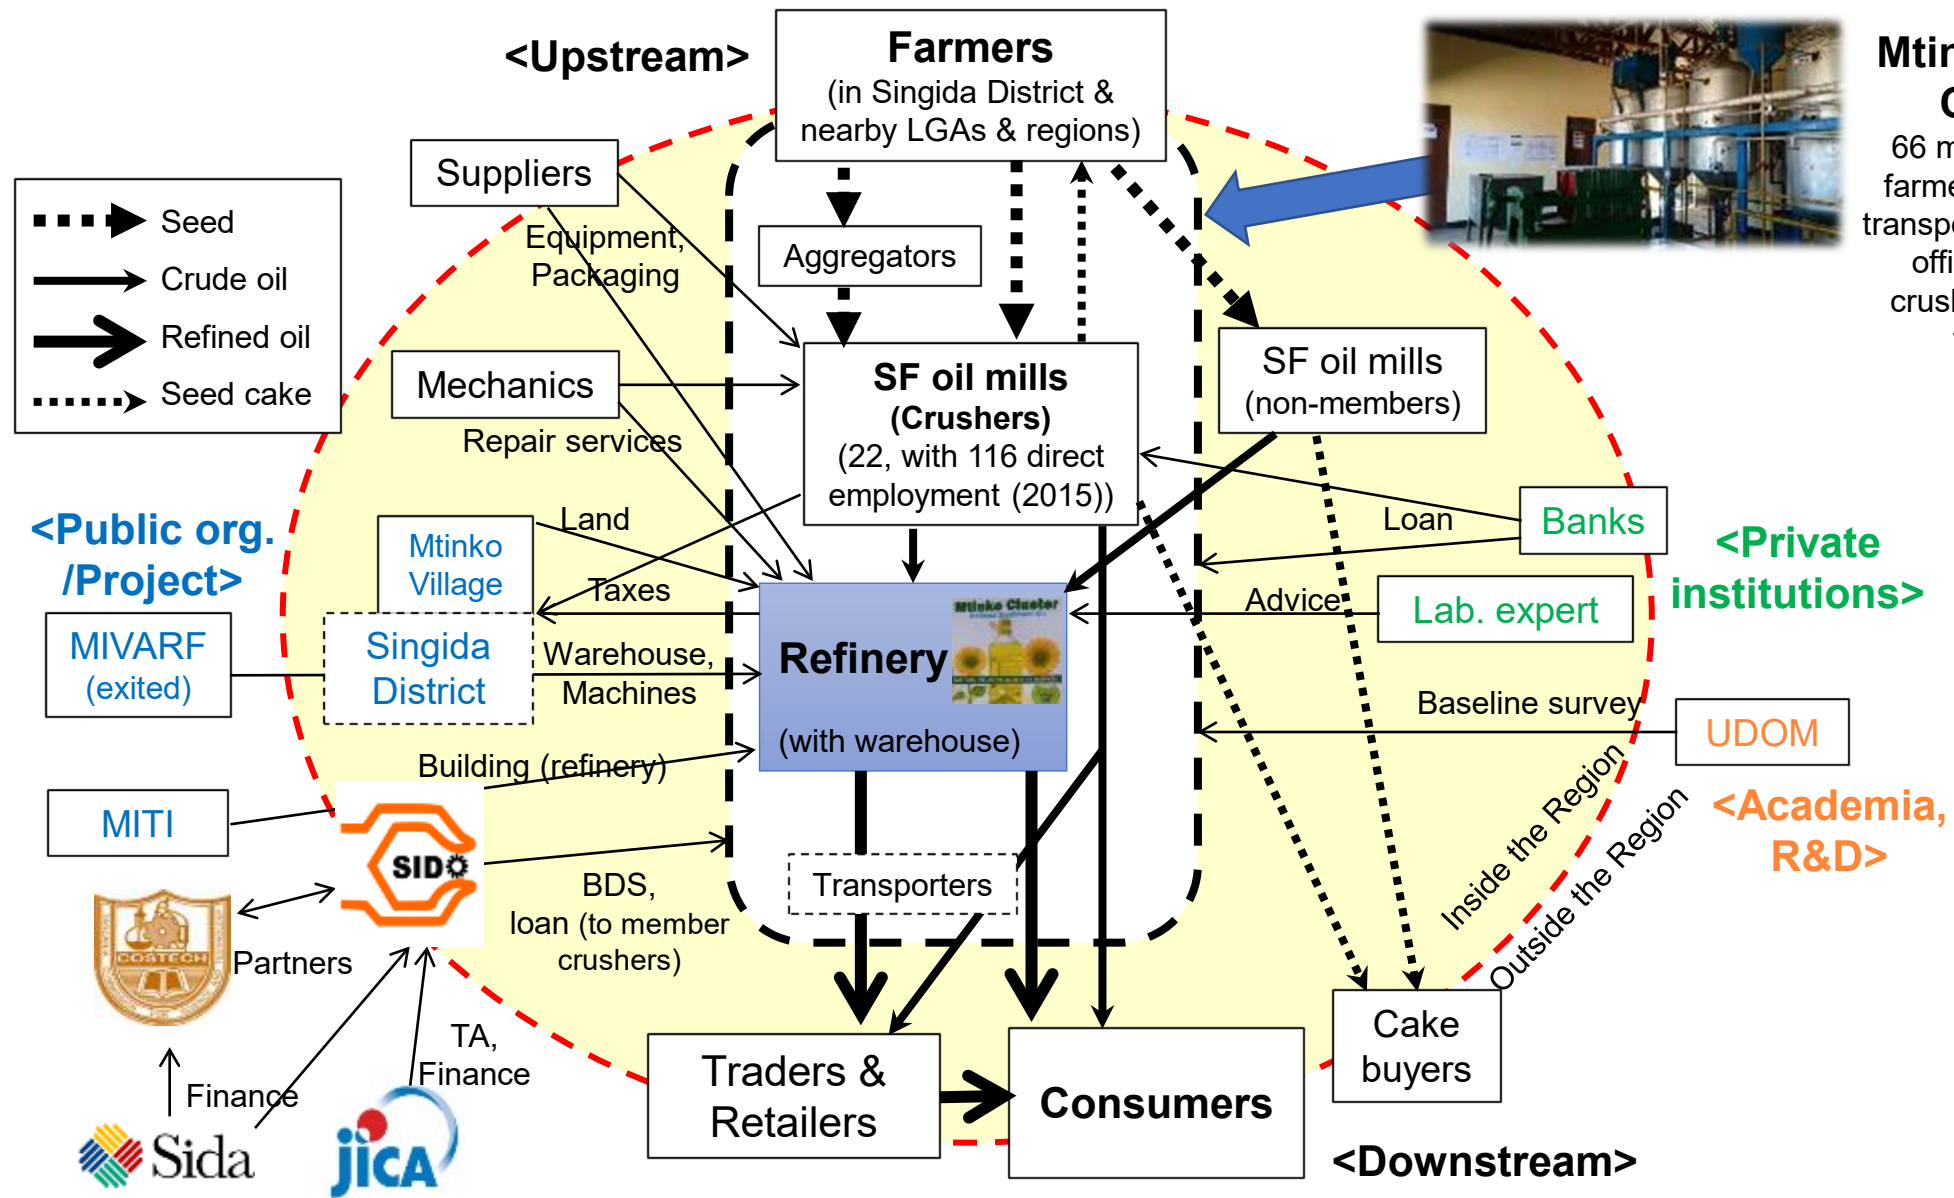 <Upstream>
Farmers
(in Singida District &
nearby LGAs & regions)
66
Suppliers
Seed
Crude oil
Refined oil
Seed cake
Equipment,
Packaging
Aggregators
Mechanics
Repair services
SF oil mills
(Crushers)
(22, with 116 direct
employment (2015))
SF oil mills
(non-members)
<Public org.
/Project>
Mtinko
Village
Land
Taxes
Loan
Banks
<Private
institutions>
Advice
Lab. expert
MIVARF
(exited)
Singida
District
Warehouse,
Machines
Mtinko Cluster
Refinery
(with warehouse)
Baseline survey
UDOM
<Academia,
R&D>
Inside the Region
Outside the Region
Building (refinery)
MITI
SIDO
BDS,
loan (to member
crushers)
Transporters
COSTECH
Partners
TA,
Finance
Finance
Sida
JICA
Traders &
Retailers
Consumers
Cake
buyers
<Downstream>